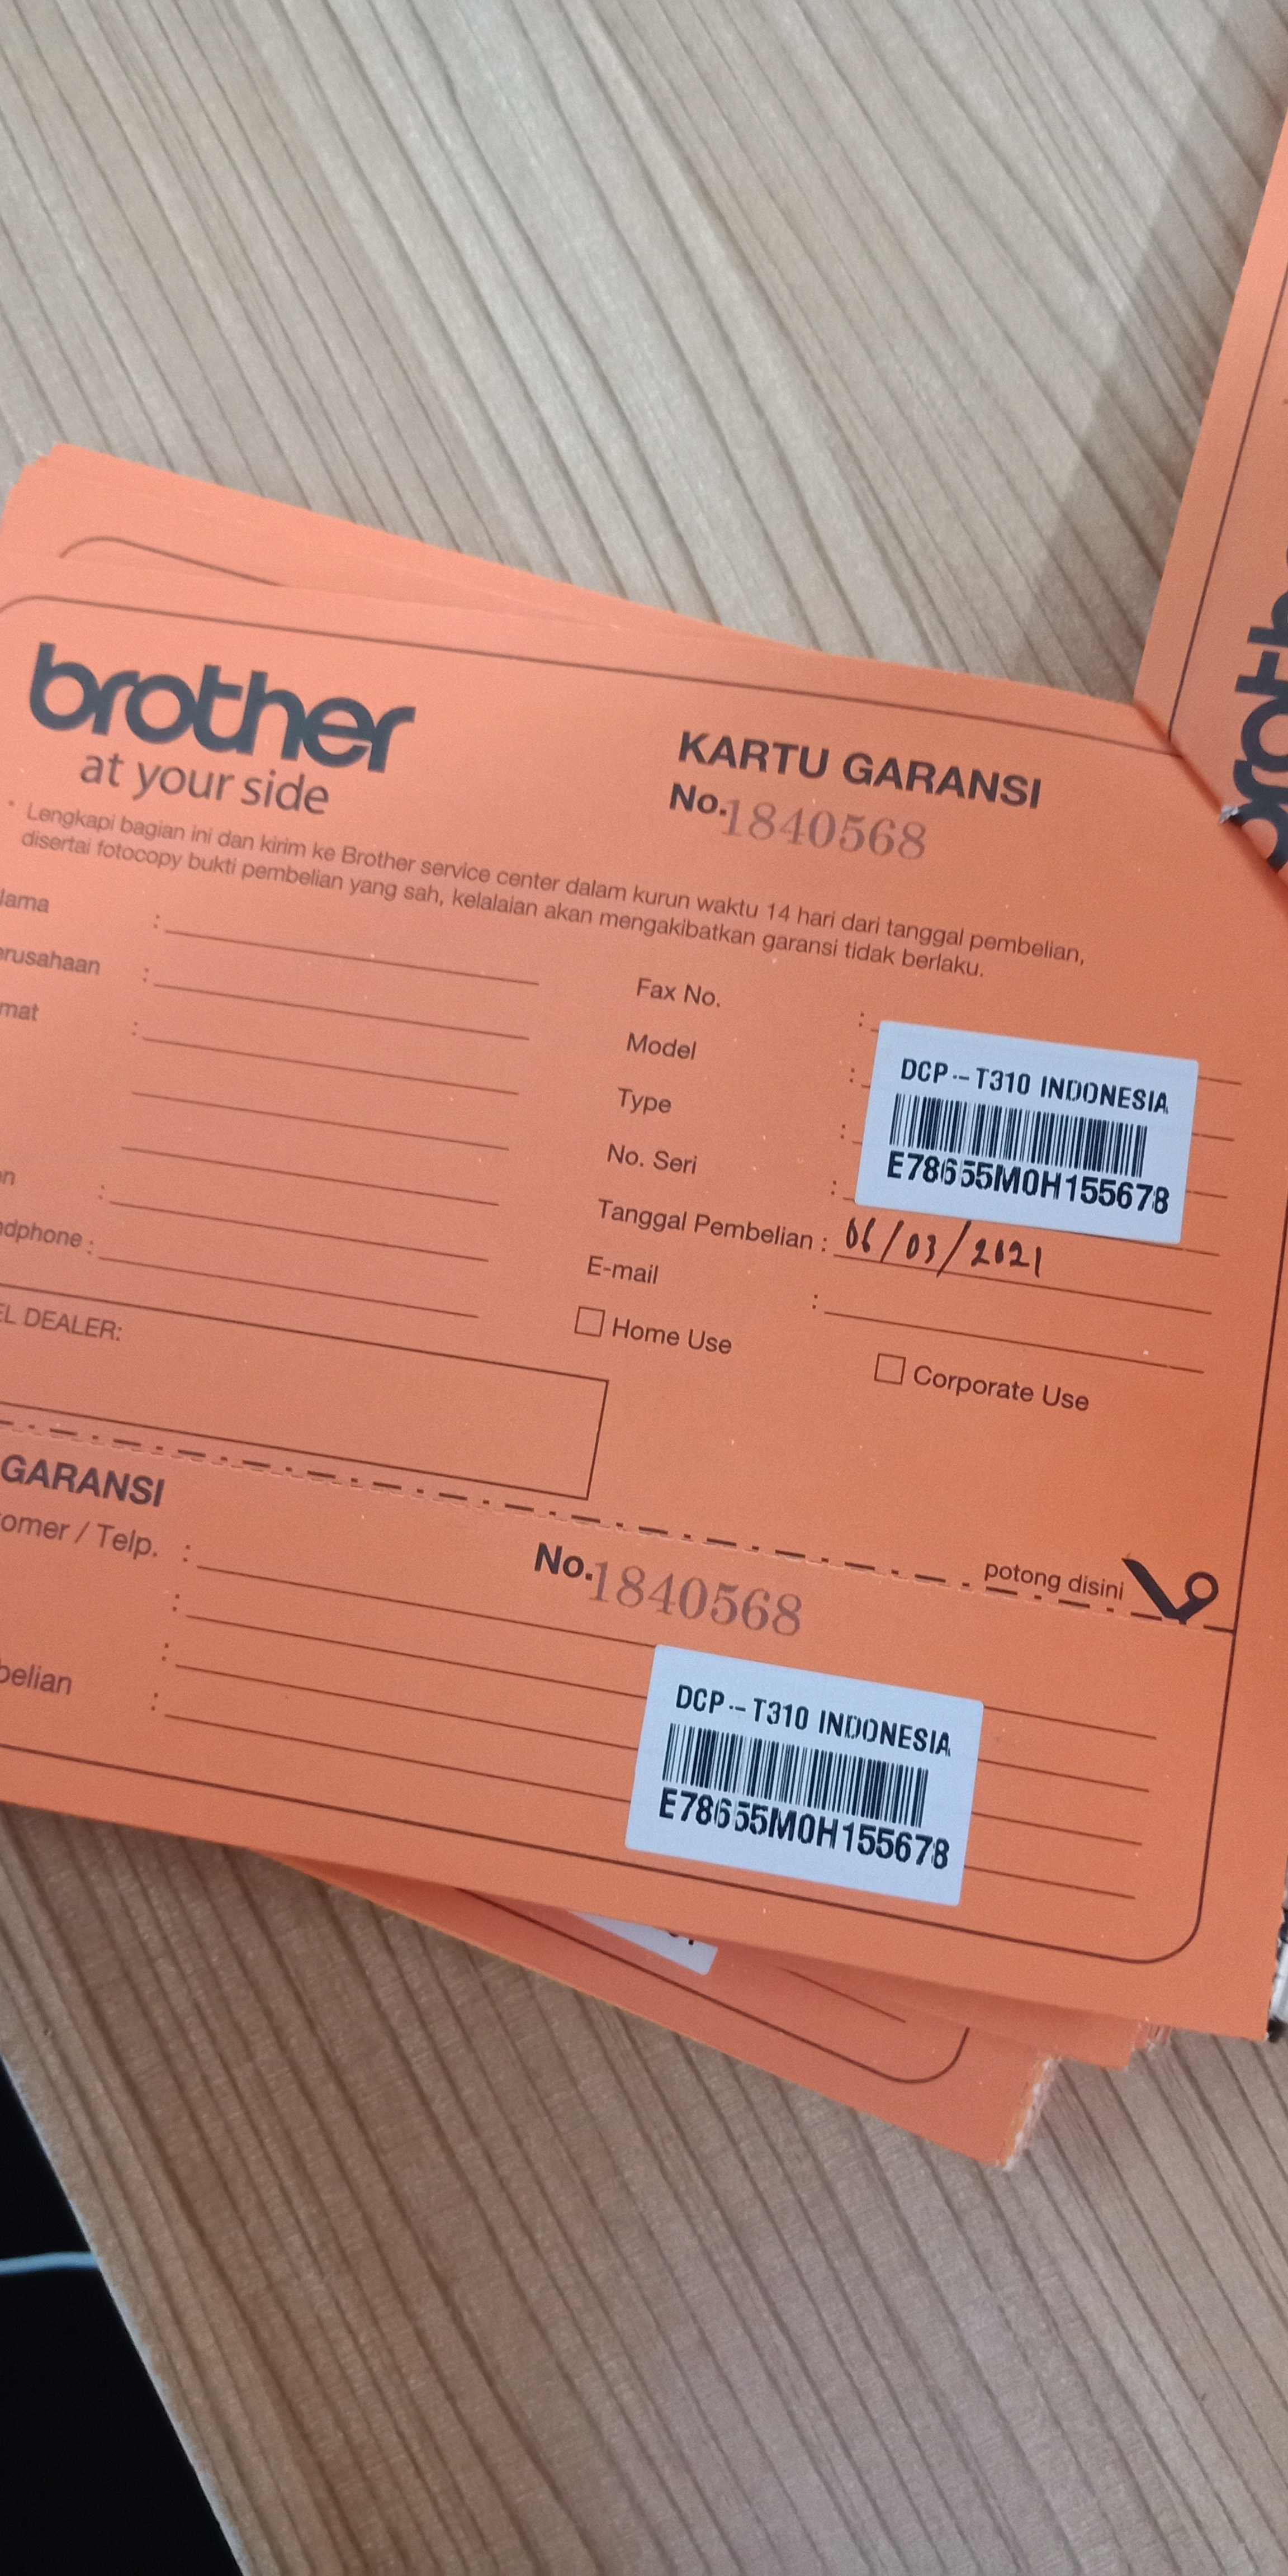 brother
at your side
KARTU GARANSI
No.1840568
* Lengkapi bagian ini dan kirim ke Brother service center dalam kurun waktu 14 hari dari tanggal pembelian,
disertai fotocopy bukti pembelian yang sah, kelalaian akan mengakibatkan garansi tidak berlaku.
lama :
erusahaan :
mat :
n :
dphone :
Fax No. :
Model :
Type :
No. Seri :
DCP-T310 INDONESIA
E78655M0H155678
Tanggal Pembelian : 06/03/2021
E-mail :
Home Use
Corporate Use
EL DEALER:
potong disini
GARANSI
No.1840568
omer / Telp. :
:
:
belian :
DCP-T310 INDONESIA
E78655M0H155678